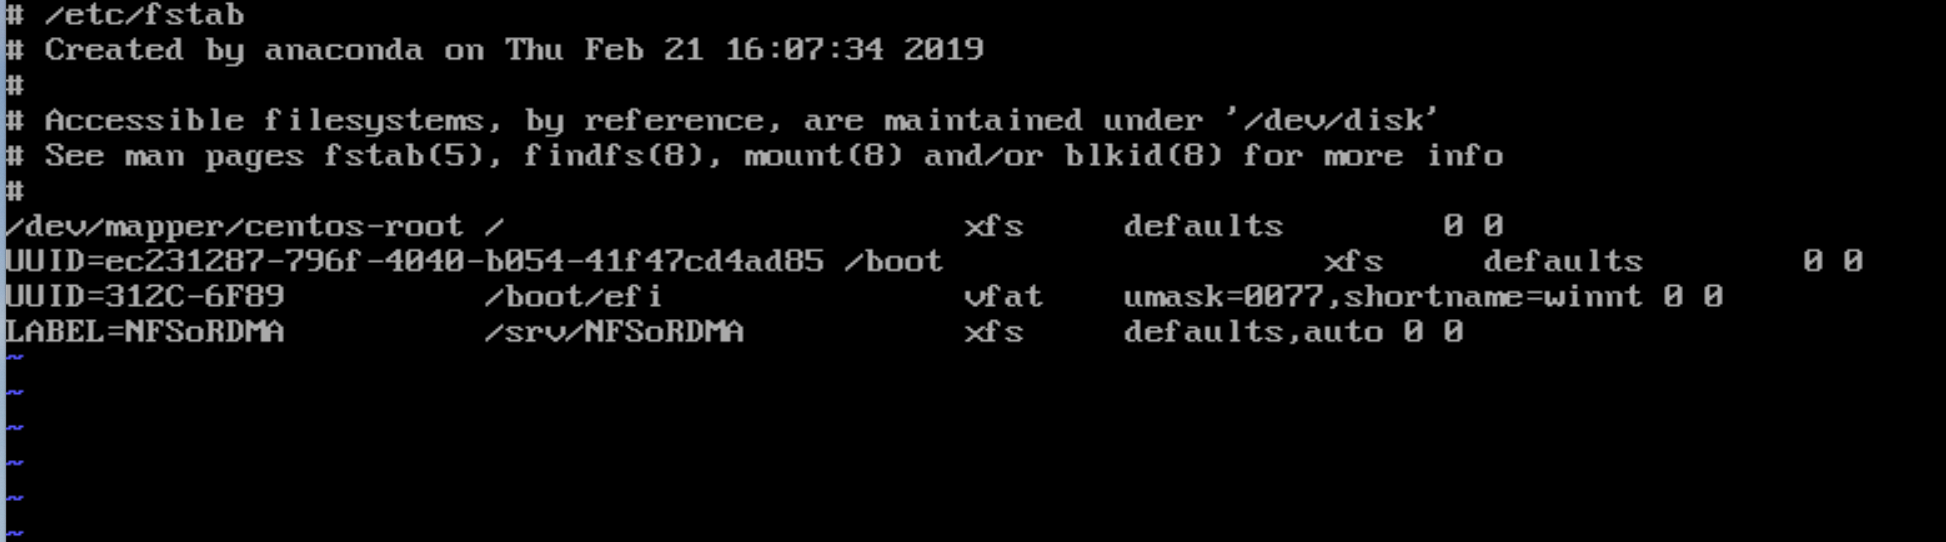 # /etc/fstab
# Created by anaconda on Thu Feb 21 16:07:34 2019
#
# Accessible filesystems, by reference, are maintained under '/dev/disk'
# See man pages fstab(5), findfs(8), mount(8) and/or blkid(8) for more info
#
/dev/mapper/centos-root /                       xfs     defaults        0 0
UUID=ec231287-796f-4040-b054-41f47cd4ad85 /boot                   xfs     defaults        0 0
UUID=312C-6F89          /boot/efi               vfat    umask=0077,shortname=winnt 0 0
LABEL=NFSoRDMA          /srv/NFSoRDMA           xfs     defaults,auto 0 0
~
~
~
~
~
~